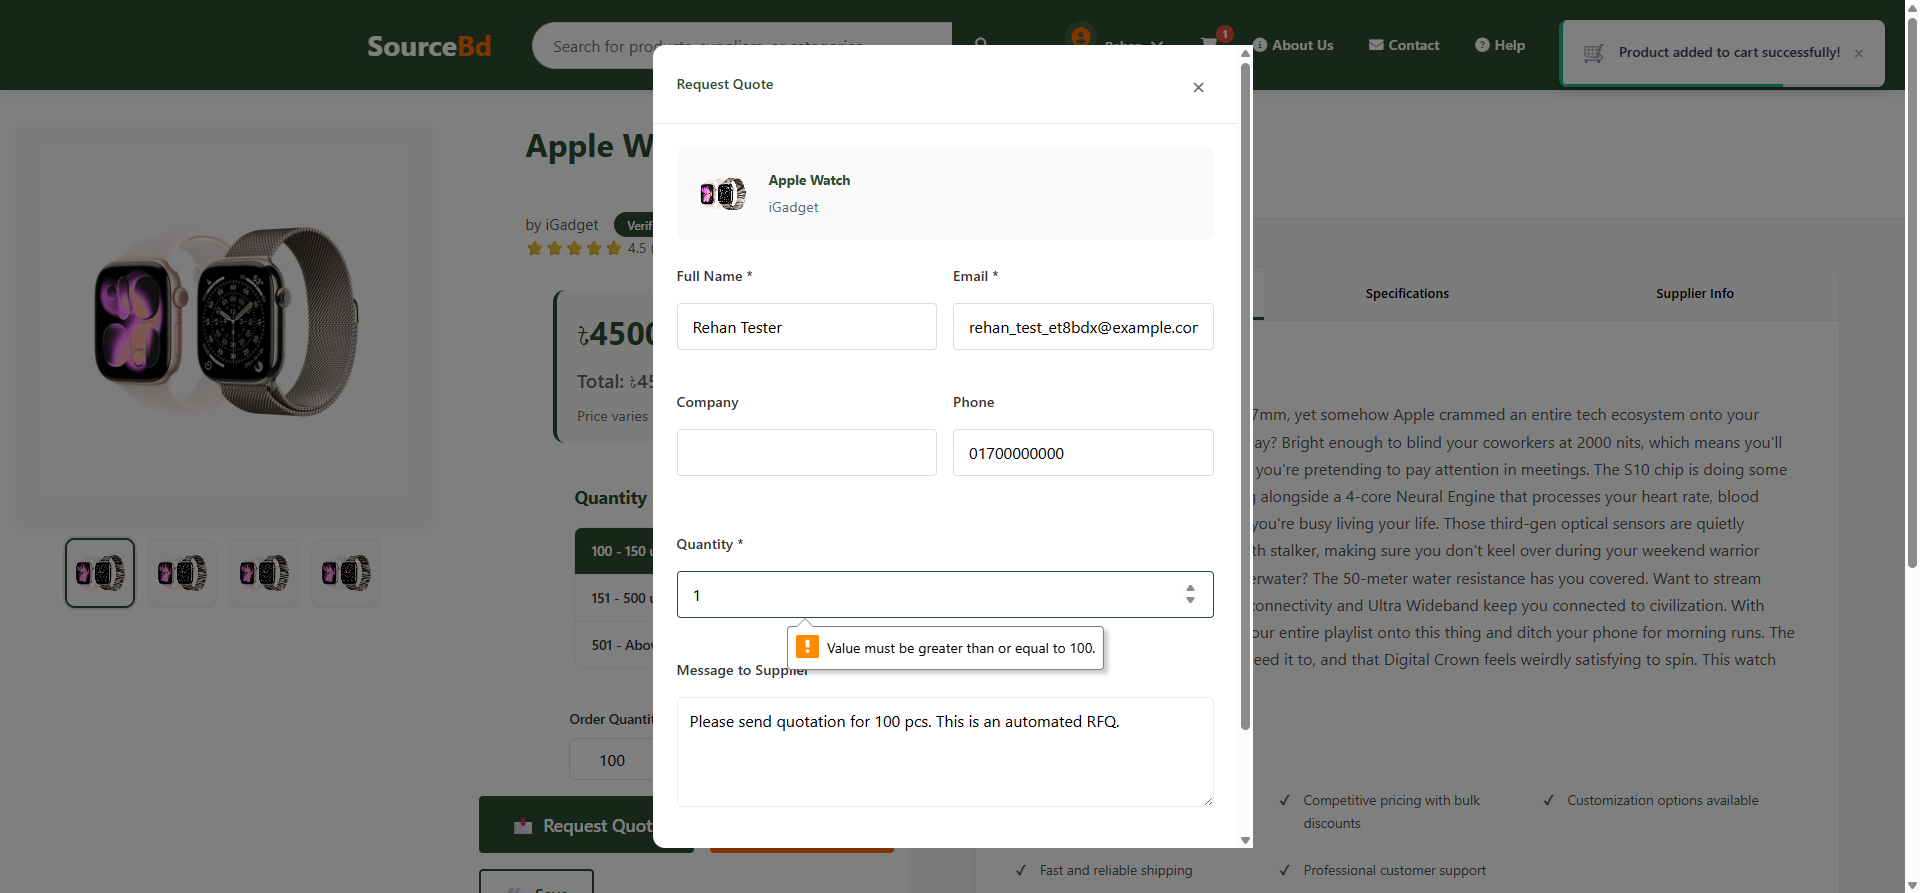 SourceBd
Search for products, suppliers, or categories
Rehan
1
About Us
Contact
Help
Product added to cart successfully!
Request Quote
Apple Watch
iGadget
Full Name *
Email *
Rehan Tester
rehan_test_et8bdx@example.cor
Company
Phone
01700000000
Quantity *
1
Value must be greater than or equal to 100.
Message to Supplier
Please send quotation for 100 pcs. This is an automated RFQ.
Apple W
by iGadget
Verif
4.5 (
৳4500
Total: ৳45
Price varies
Quantity
100 - 150 u
151 - 500 u
501 - Abov
Order Quantit
100
Request Quot
Save
Specifications
Supplier Info
7mm, yet somehow Apple crammed an entire tech ecosystem onto your
ay? Bright enough to blind your coworkers at 2000 nits, which means you'll
you're pretending to pay attention in meetings. The S10 chip is doing some
g alongside a 4-core Neural Engine that processes your heart rate, blood
you're busy living your life. Those third-gen optical sensors are quietly
th stalker, making sure you don't keel over during your weekend warrior
erwater? The 50-meter water resistance has you covered. Want to stream
onnectivity and Ultra Wideband keep you connected to civilization. With
our entire playlist onto this thing and ditch your phone for morning runs. The
eed it to, and that Digital Crown feels weirdly satisfying to spin. This watch
Competitive pricing with bulk
discounts
Customization options available
Fast and reliable shipping
Professional customer support